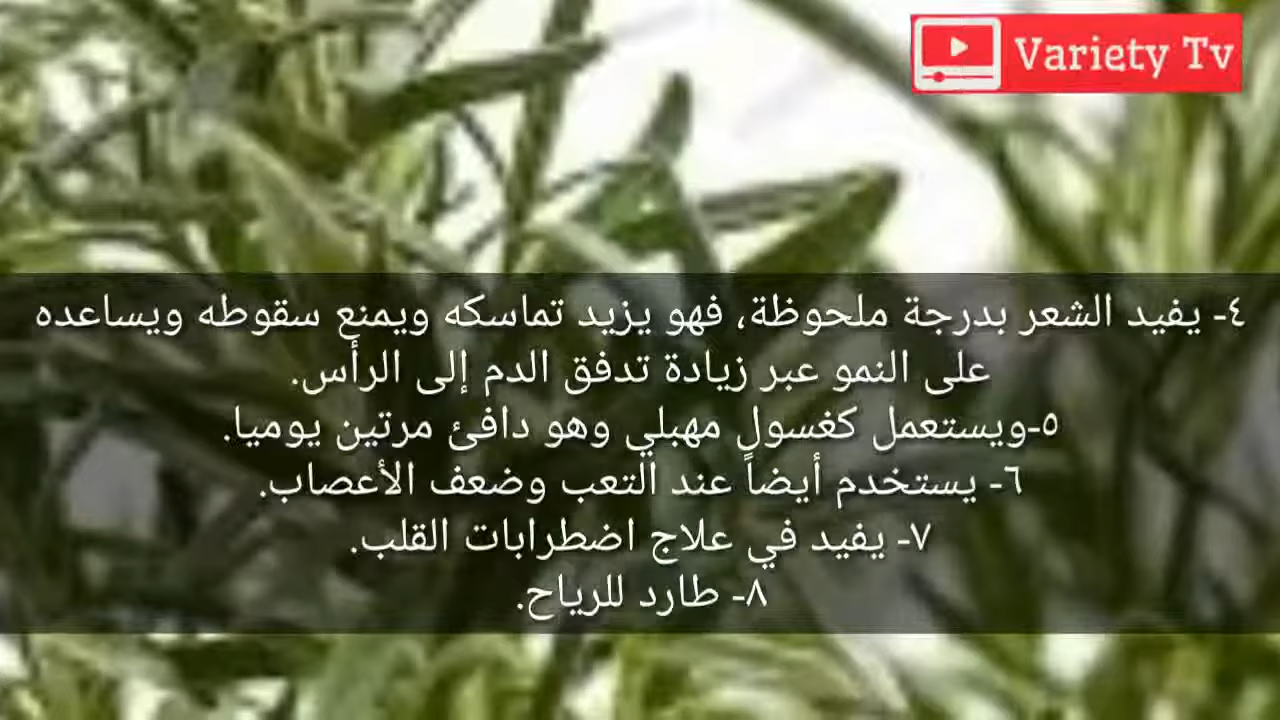 Variety Tv
٤- يفيد الشعر بدرجة ملحوظة، فهو يزيد تماسكه ويمنع سقوطه ويساعده
على النمو عبر زيادة تدفق الدم إلى الرأس.
٥-ويستعمل كغسول مهبلي وهو دافئ مرتين يوميا.
٦- يستخدم أيضاً عند التعب وضعف الأعصاب.
٧- يفيد في علاج اضطرابات القلب.
٨- طارد للرياح.